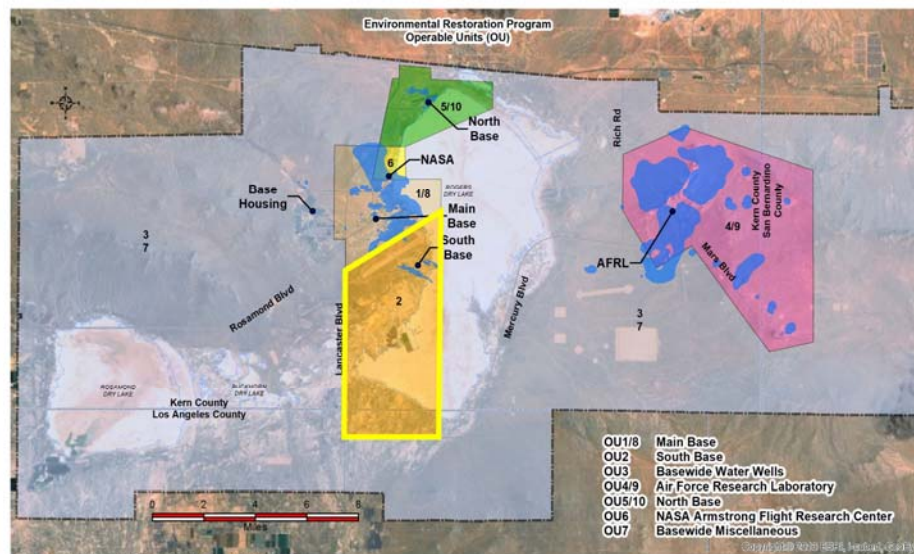 Environmental Restoration Program
Operable Units (OU)
5/10
North
Base
Rich Rd
6
NASA
ROGERS
DRY LAKE
1/8
Base
Housing
Main
Base
South
Base
Kern County
San Bernardino
County
4/9
AFRL
Mars Blvd
3
7
2
Rosamond Blvd
Lancaster Blvd
Mercury Blvd
3
7
ROSAMOND
DRY LAKE
DRY LAKE
Kern County
Los Angeles County
OU1/8 Main Base
OU2 South Base
OU3 Basewide Water Wells
OU4/9 Air Force Research Laboratory
OU5/10 North Base
OU6 NASA Armstrong Flight Research Center
OU7 Basewide Miscellaneous
0 2 4 6 8
Miles